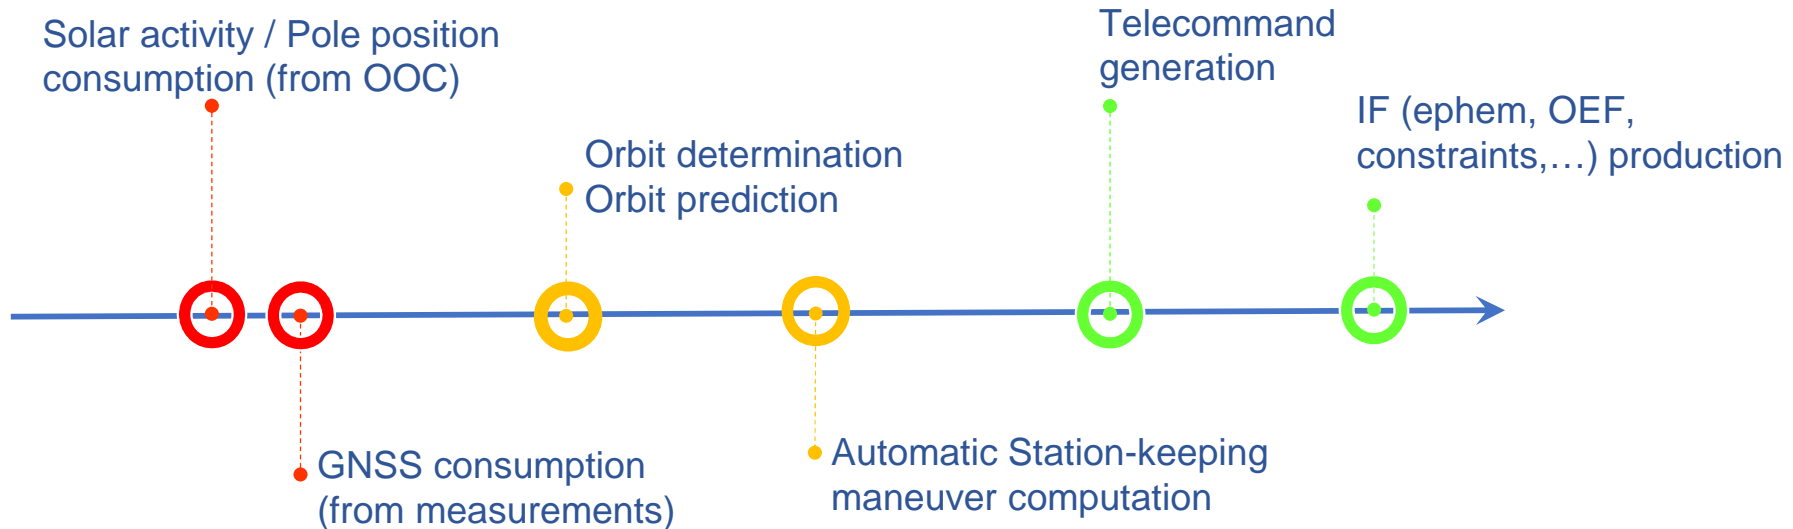 Solar activity / Pole position
consumption (from OOC)
GNSS consumption
(from measurements)
Orbit determination
Orbit prediction
Automatic Station-keeping
maneuver computation
Telecommand
generation
IF (ephem, OEF,
constraints,…) production